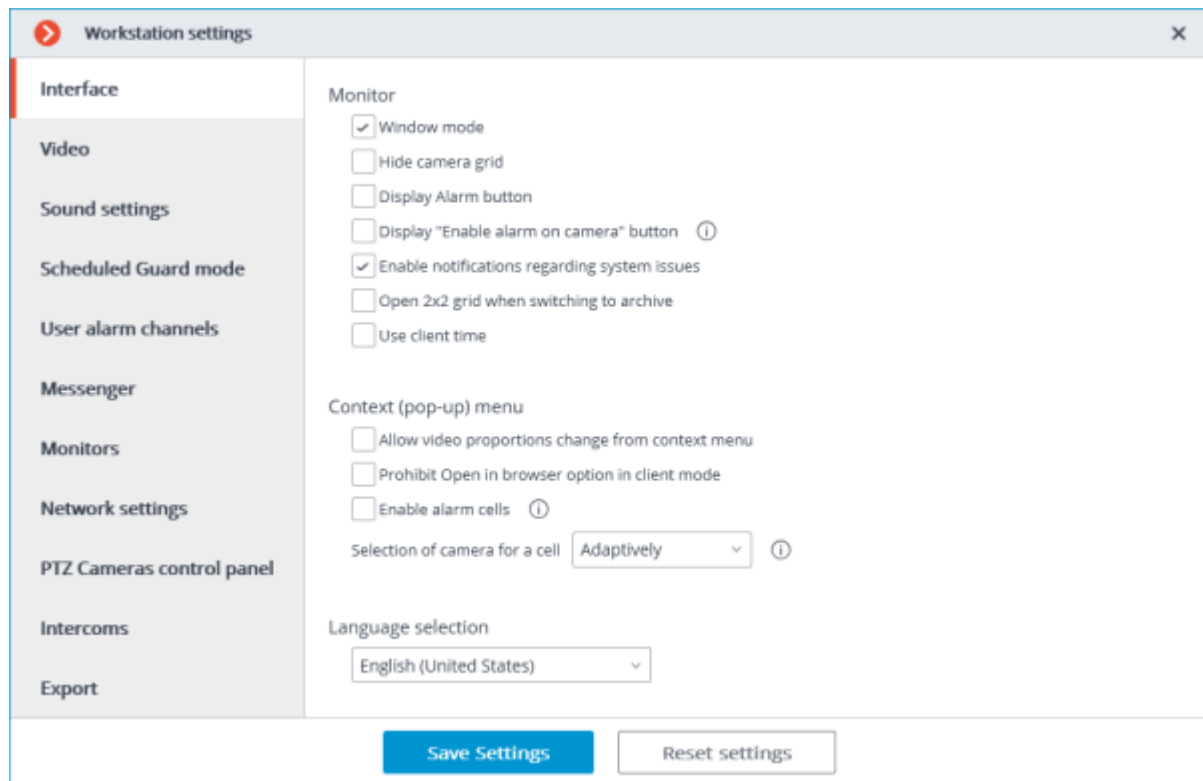 Workstation settings
Interface
Video
Sound settings
Scheduled Guard mode
User alarm channels
Messenger
Monitors
Network settings
PTZ Cameras control panel
Intercoms
Export
Monitor
Window mode
Hide camera grid
Display Alarm button
Display "Enable alarm on camera" button
Enable notifications regarding system issues
Open 2x2 grid when switching to archive
Use client time
Context (pop-up) menu
Allow video proportions change from context menu
Prohibit Open in browser option in client mode
Enable alarm cells
Selection of camera for a cell Adaptively
Language selection
English (United States)
Save Settings Reset settings